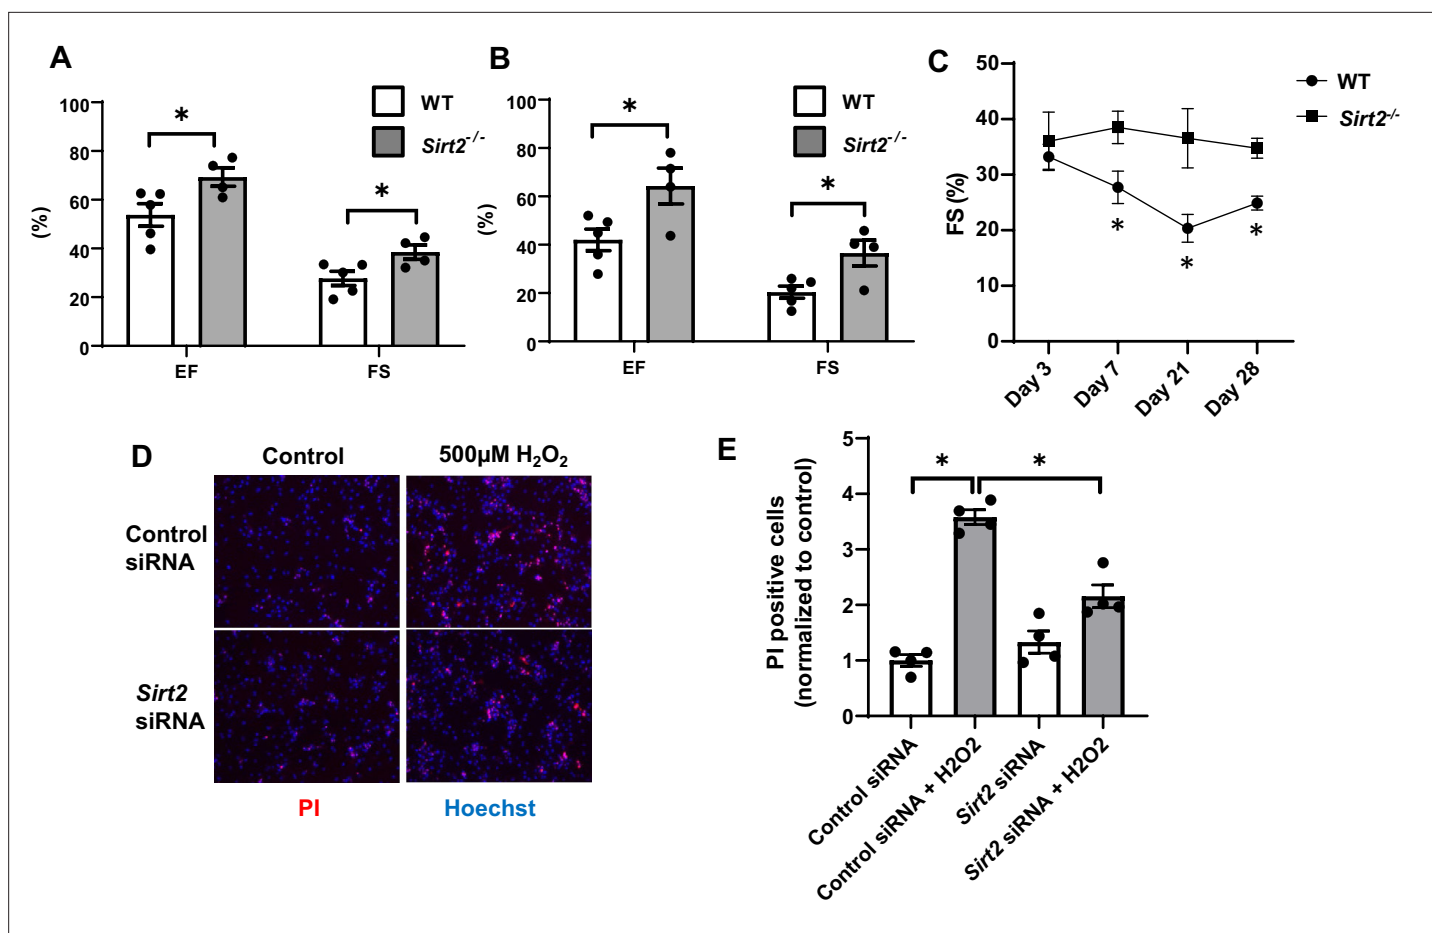 A
WT
Sirt2-/-
*
*
100
80
60
40
20
0
(%)
EF
FS
B
WT
Sirt2-/-
*
*
100
80
60
40
20
0
(%)
EF
FS
C
WT
Sirt2-/-
50
40
30
20
10
0
FS (%)
*
*
*
Day 3
Day 7
Day 21
Day 28
D
Control
500µM H2O2
Control
siRNA
Sirt2
siRNA
PI
Hoechst
E
PI positive cells
(normalized to control)
5
4
3
2
1
0
*
*
Control siRNA
Control siRNA + H2O2
Sirt2 siRNA
Sirt2 siRNA + H2O2